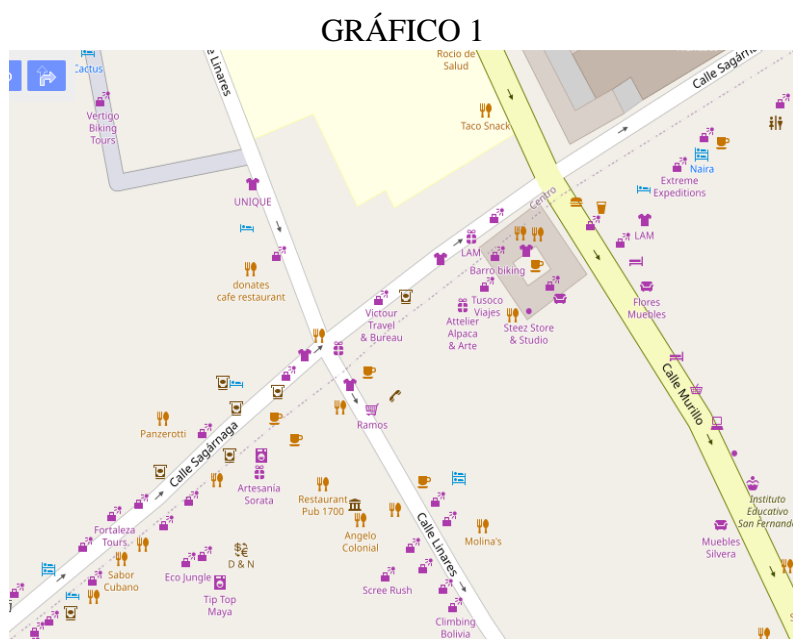 GRÁFICO 1
Cactus
Linares
Rocio de
Salud
Calle Sagárna
Vertigo
Biking
Tours
Taco Snack
Naira
Extreme
Expeditions
UNIQUE
Centro
LAM
LAM
donates
cafe restaurant
Barro biking
Victour
Travel
& Bureau
Attelier
Alpaca
& Arte
Tusoco
Viajes
Steez Store
& Studio
Flores
Muebles
Calle Murillo
Ramos
Panzerotti
Calle Sagárnaga
Artesanía
Sorata
Restaurant
Pub 1700
Angelo
Colonial
Calle Linares
Molina's
Instituto
Educativo
San Fernando
Muebles
Silvera
Fortaleza
Tours
D & N
Sabor
Cubano
Eco Jungle
Tip Top
Maya
Scree Rush
Climbing
Bolivia